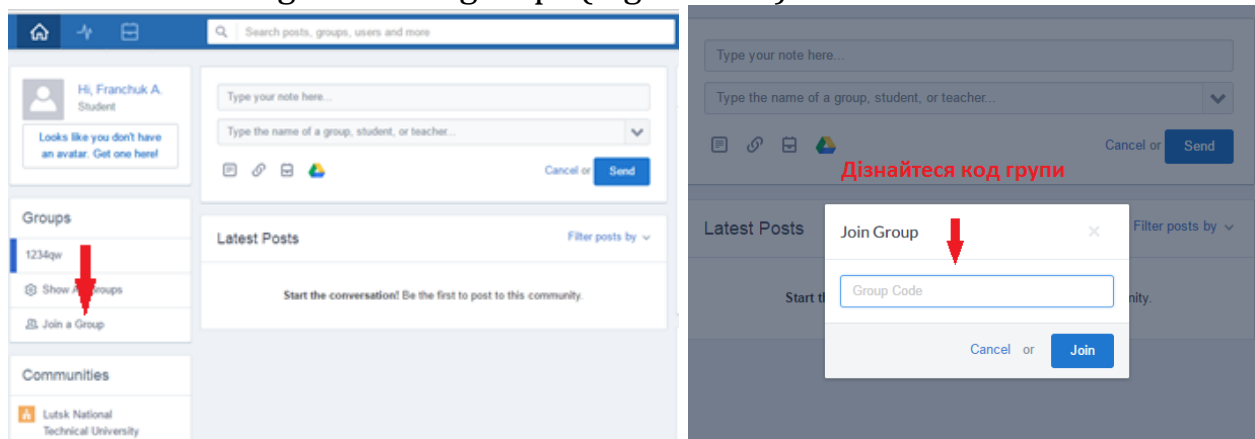 Search posts, groups, users and more
Hi, Franchuk A.
Student
Looks like you don't have
an avatar. Get one here!
Type your note here...
Type the name of a group, student, or teacher...
Cancel or Send
Groups
1234qw
Show
Join a Group
Latest Posts
Filter posts by
Start the conversation! Be the first to post to this community.
Communities
Lutsk National
Technical University
Type your note here...
Type the name of a group, student, or teacher...
Cancel or Send
Дізнайтеся код групи
Latest Posts
Filter posts by
Join Group
Group Code
Start
Cancel or Join